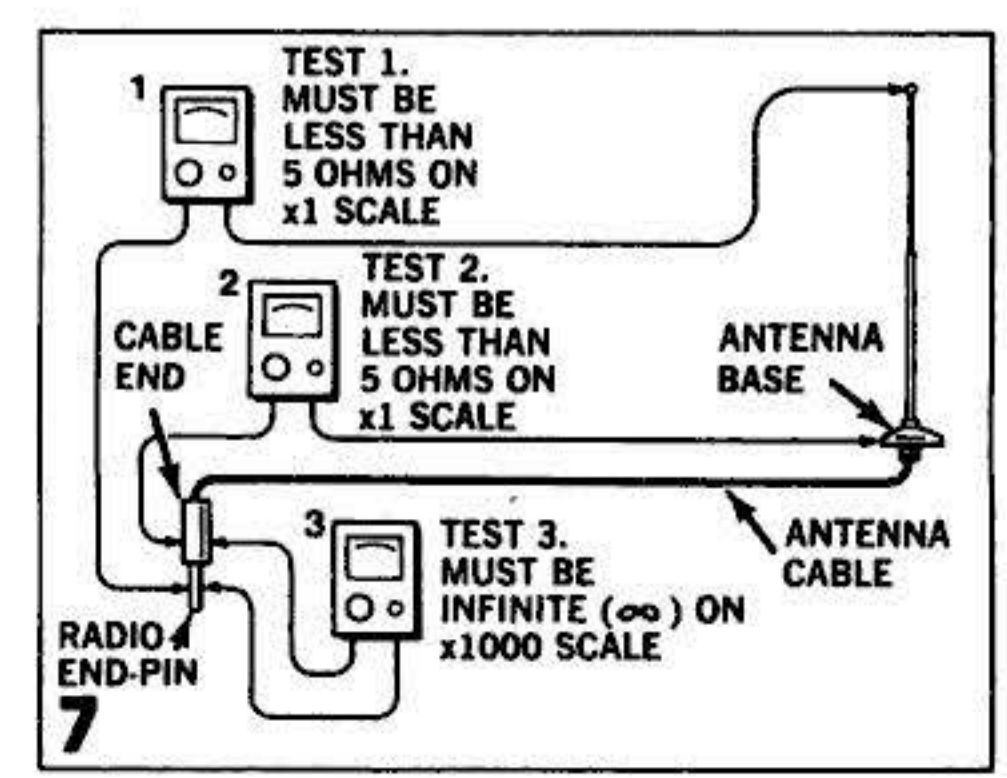 1
TEST 1.
MUST BE
LESS THAN
5 OHMS ON
x1 SCALE
2
TEST 2.
MUST BE
LESS THAN
5 OHMS ON
x1 SCALE
CABLE
END
ANTENNA
BASE
3
TEST 3.
MUST BE
INFINITE (∞) ON
x1000 SCALE
ANTENNA
CABLE
RADIO
END-PIN
7